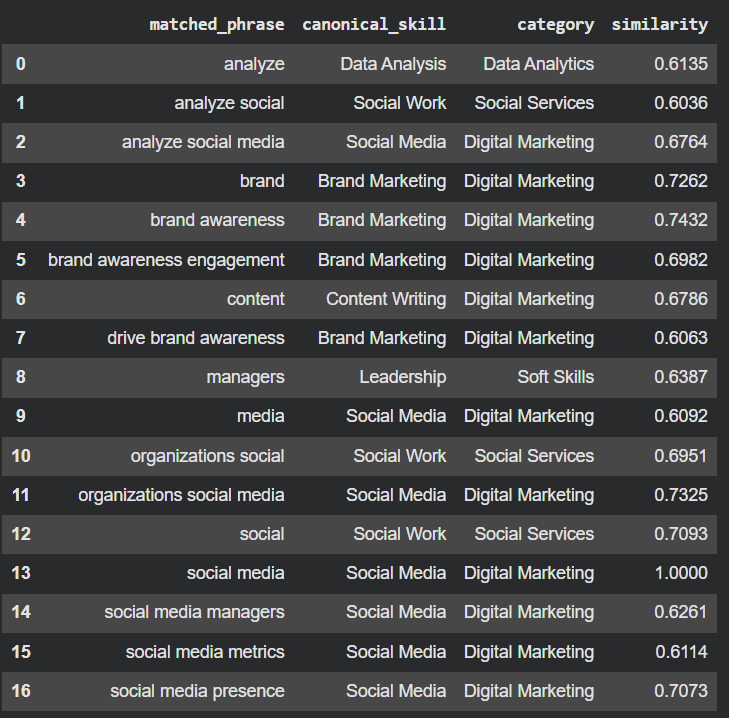 matched_phrase canonical_skill category similarity
0 analyze Data Analysis Data Analytics 0.6135
1 analyze social Social Work Social Services 0.6036
2 analyze social media Social Media Digital Marketing 0.6764
3 brand Brand Marketing Digital Marketing 0.7262
4 brand awareness Brand Marketing Digital Marketing 0.7432
5 brand awareness engagement Brand Marketing Digital Marketing 0.6982
6 content Content Writing Digital Marketing 0.6786
7 drive brand awareness Brand Marketing Digital Marketing 0.6063
8 managers Leadership Soft Skills 0.6387
9 media Social Media Digital Marketing 0.6092
10 organizations social Social Work Social Services 0.6951
11 organizations social media Social Media Digital Marketing 0.7325
12 social Social Work Social Services 0.7093
13 social media Social Media Digital Marketing 1.0000
14 social media managers Social Media Digital Marketing 0.6261
15 social media metrics Social Media Digital Marketing 0.6114
16 social media presence Social Media Digital Marketing 0.7073